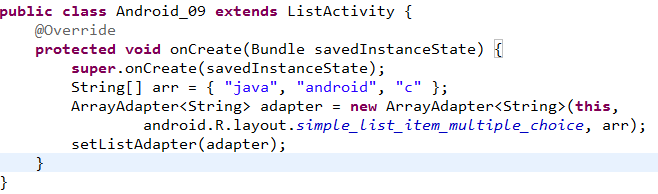 public class Android_09 extends ListActivity {
    @Override
    protected void onCreate(Bundle savedInstanceState) {
        super.onCreate(savedInstanceState);
        String[] arr = { "java", "android", "c" };
        ArrayAdapter<String> adapter = new ArrayAdapter<String>(this,
                android.R.layout.simple_list_item_multiple_choice, arr);
        setListAdapter(adapter);
    }
}